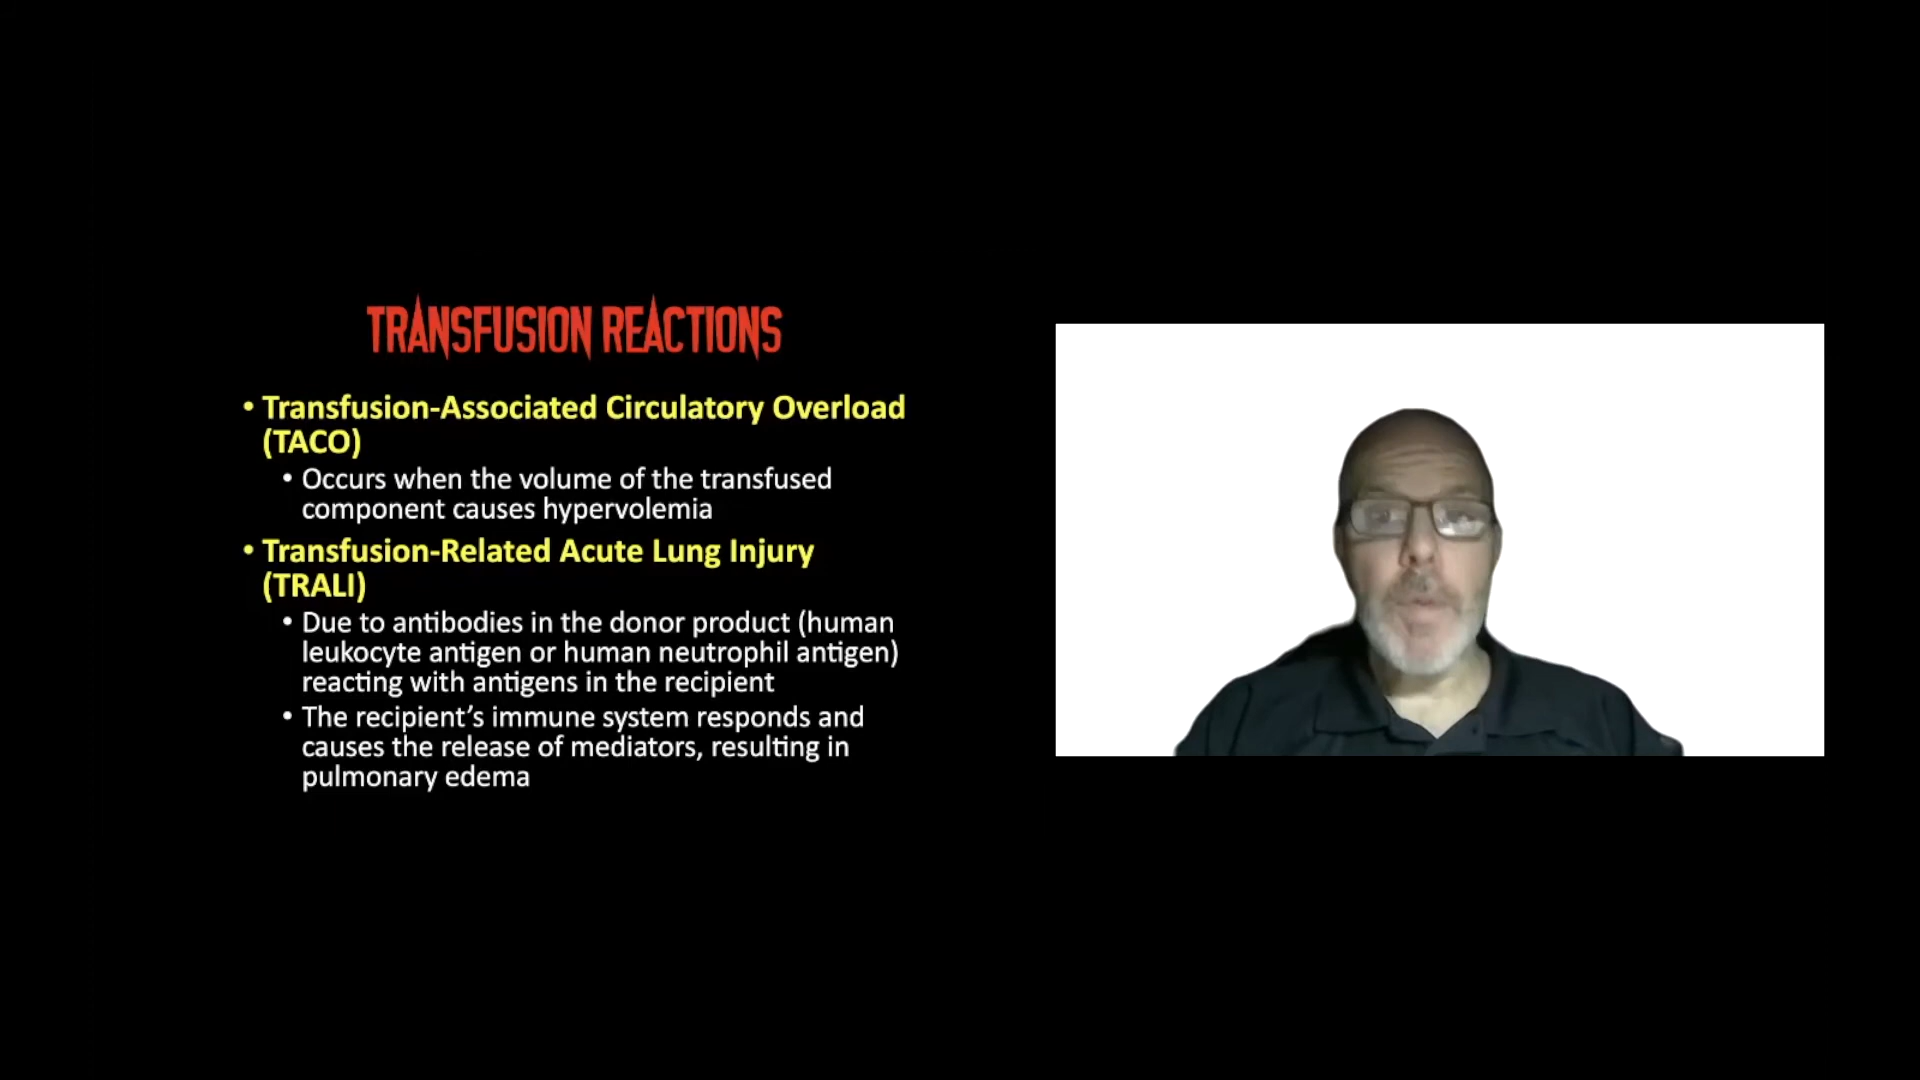 TRANSFUSION REACTIONS
• Transfusion-Associated Circulatory Overload
(TACO)
• Occurs when the volume of the transfused
component causes hypervolemia
• Transfusion-Related Acute Lung Injury
(TRALI)
• Due to antibodies in the donor product (human
leukocyte antigen or human neutrophil antigen)
reacting with antigens in the recipient
• The recipient’s immune system responds and
causes the release of mediators, resulting in
pulmonary edema